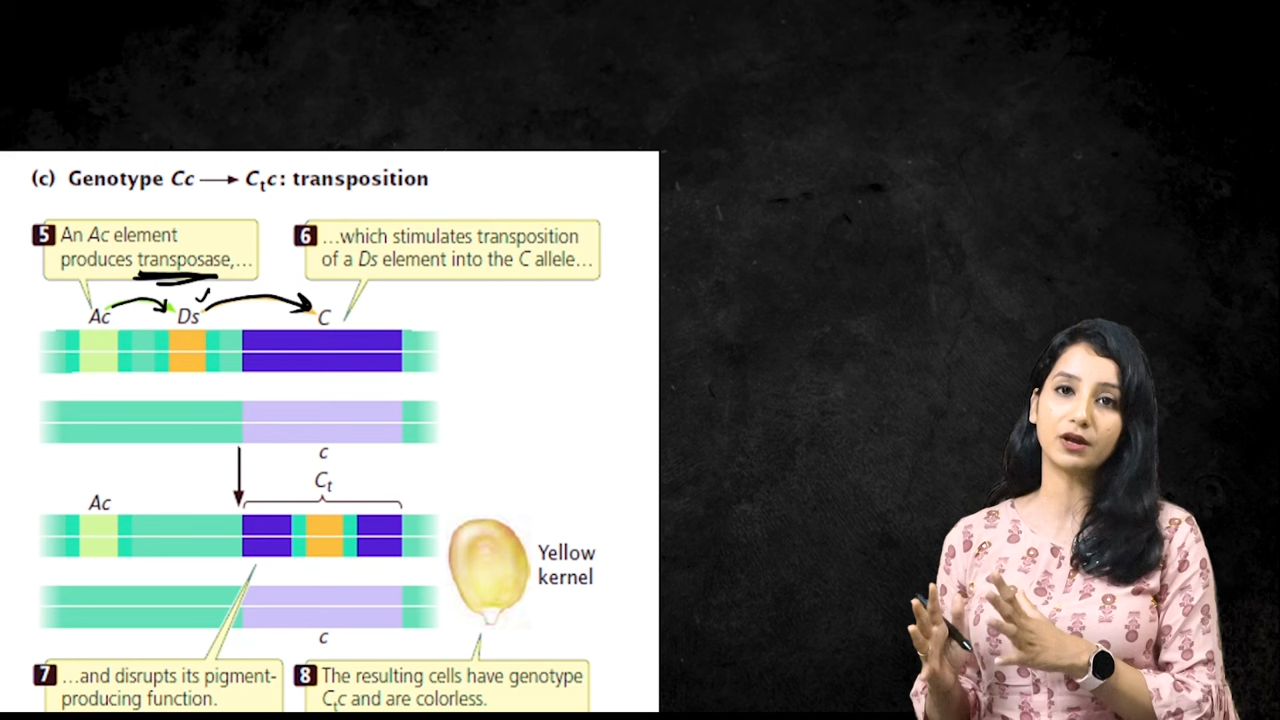 (c) Genotype Cc → Cₜc: transposition
5 An Ac element
produces transposase,…
6 …which stimulates transposition
of a Ds element into the C allele…
Ac Ds C
c
Cₜ
Ac
Yellow
kernel
c
7 …and disrupts its pigment-
producing function.
8 The resulting cells have genotype
Cₜc and are colorless.